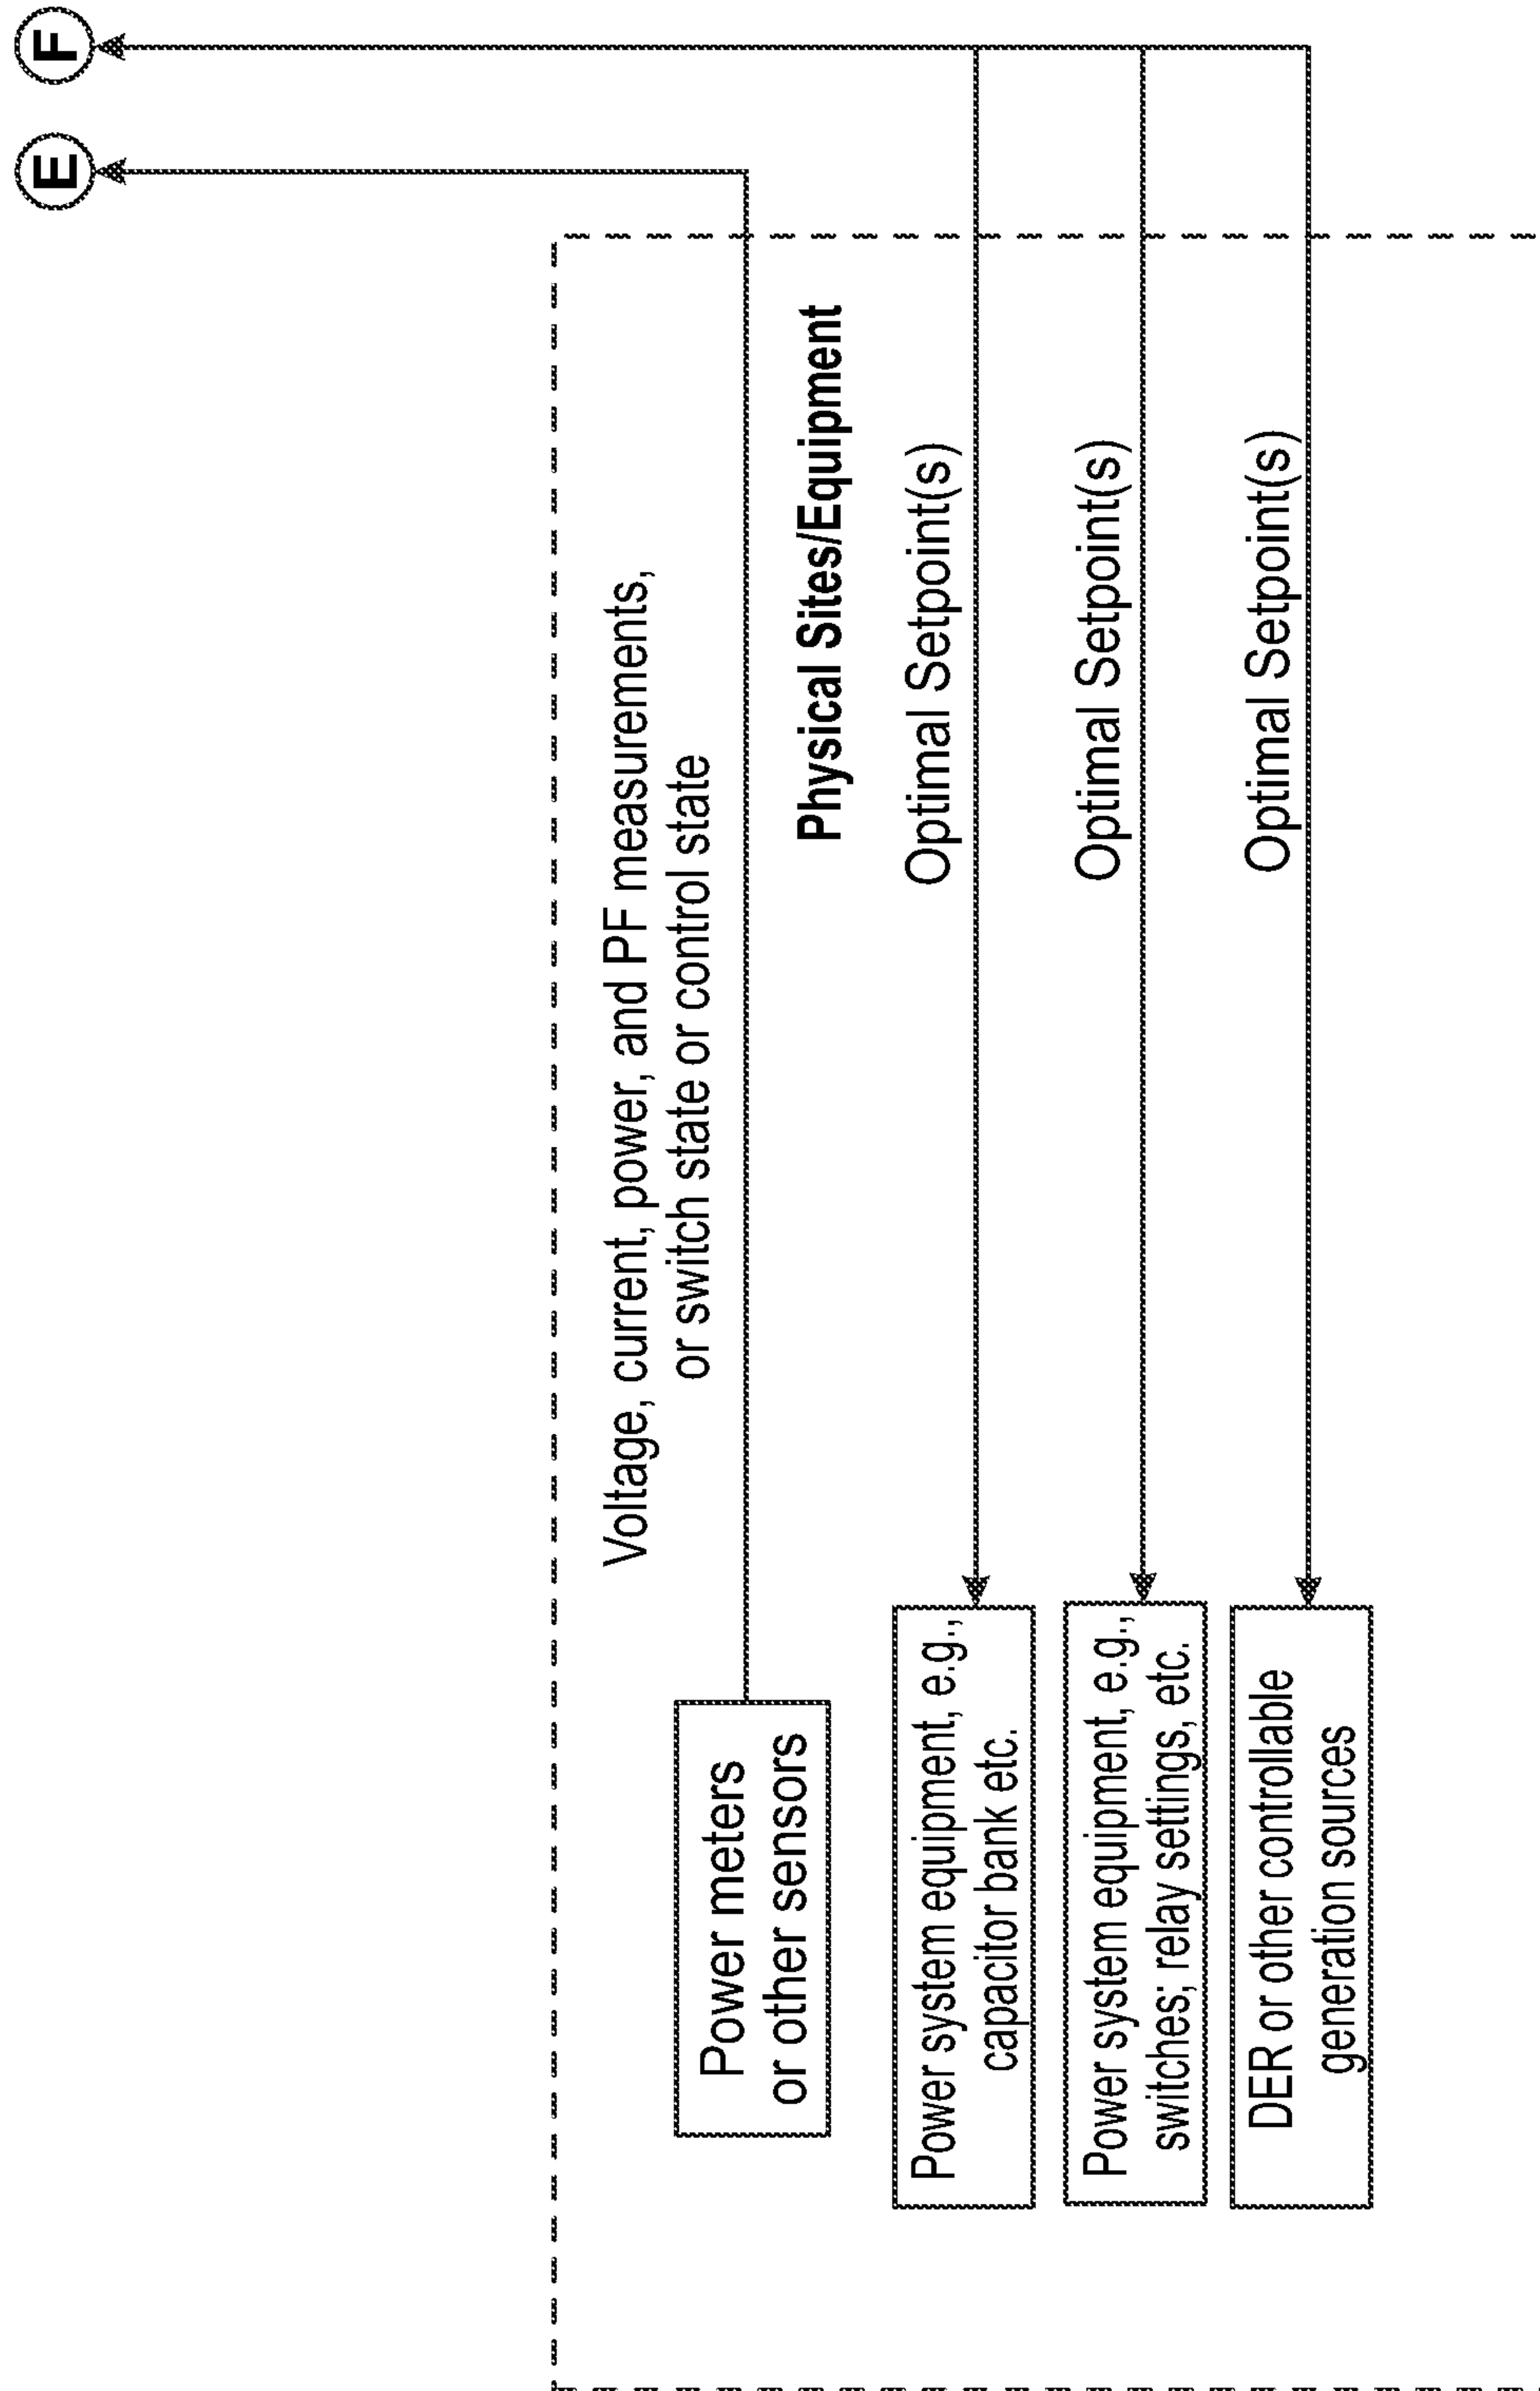 E
F
Voltage, current, power, and PF measurements,
or switch state or control state
Power meters
or other sensors
Physical Sites/Equipment
Optimal Setpoint(s)
Power system equipment, e.g.,
capacitor bank etc.
Optimal Setpoint(s)
Power system equipment, e.g.,
switches; relay settings, etc.
Optimal Setpoint(s)
DER or other controllable
generation sources